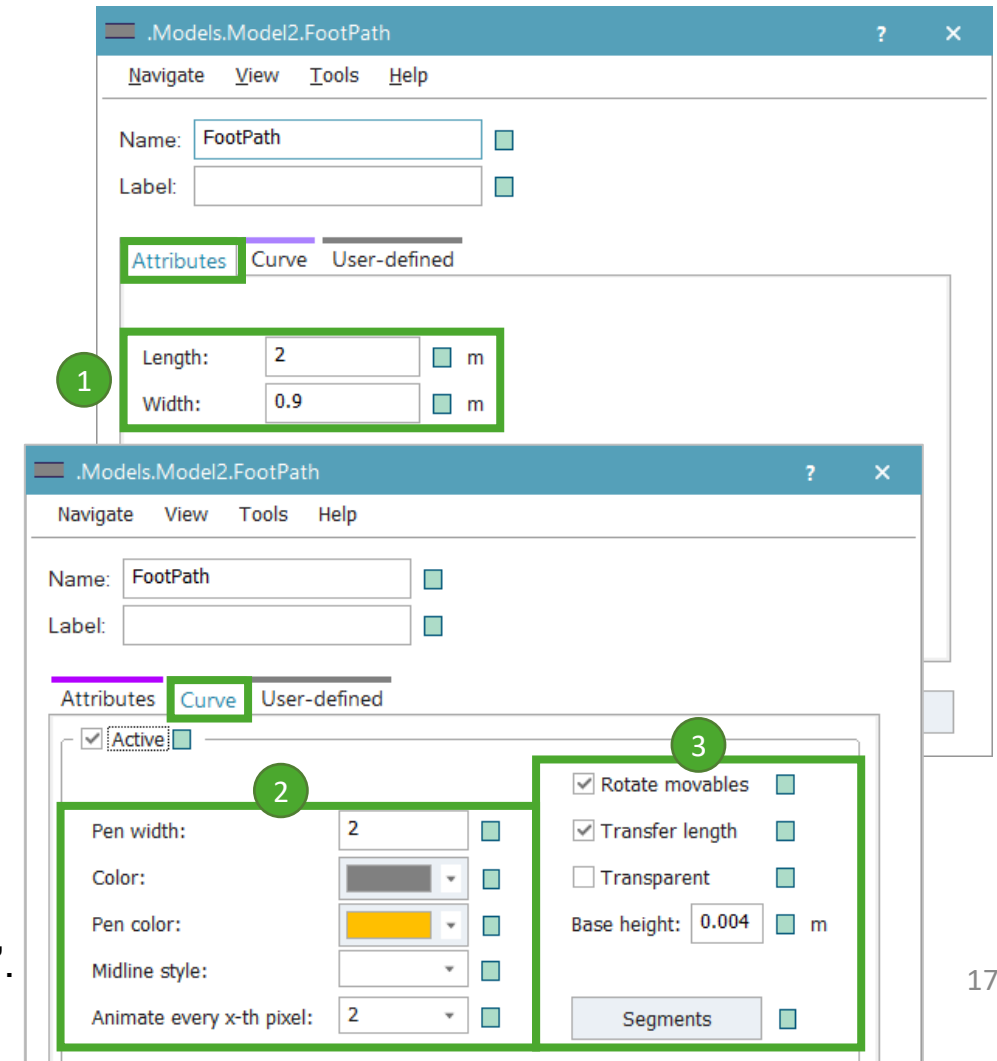 .Models.Model2.FootPath ? ×
Navigate View Tools Help
Name: FootPath
Label:
Attributes Curve User-defined
1
Length: 2 m
Width: 0.9 m
.Models.Model2.FootPath ? ×
Navigate View Tools Help
Name: FootPath
Label:
Attributes Curve User-defined
Active
2
Pen width: 2
Color:
Pen color:
Midline style:
Animate every x-th pixel: 2
3
Rotate movables
Transfer length
Transparent
Base height: 0.004 m
Segments
17